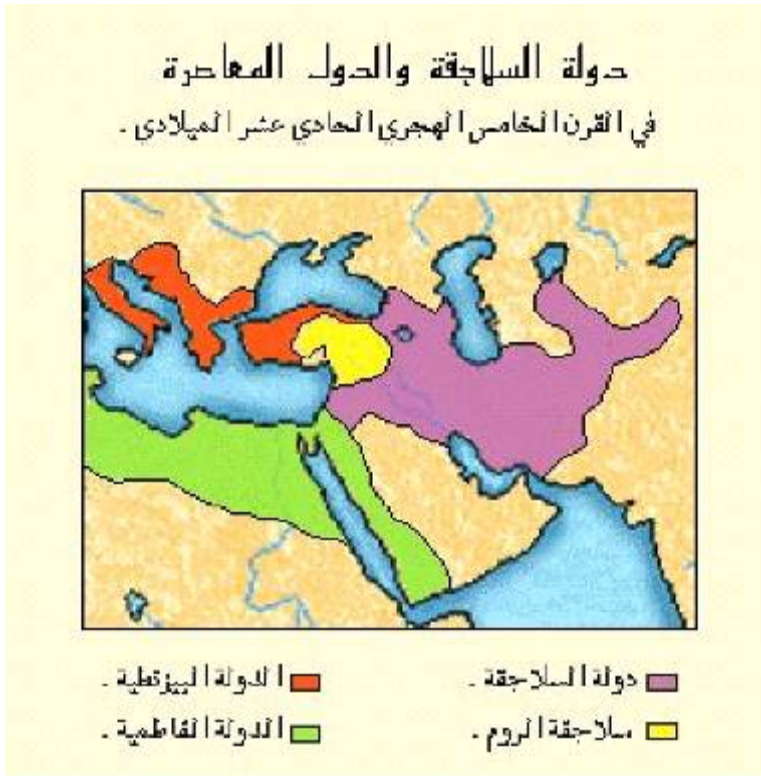 دولة السلاجقة والدول المعاصرة
في القرن الخامس الهجري الحادي عشر الميلادي .
دولة السلاجقة .
الدولة البيزنطية .
سلاجقة الروم .
الدولة الفاطمية .